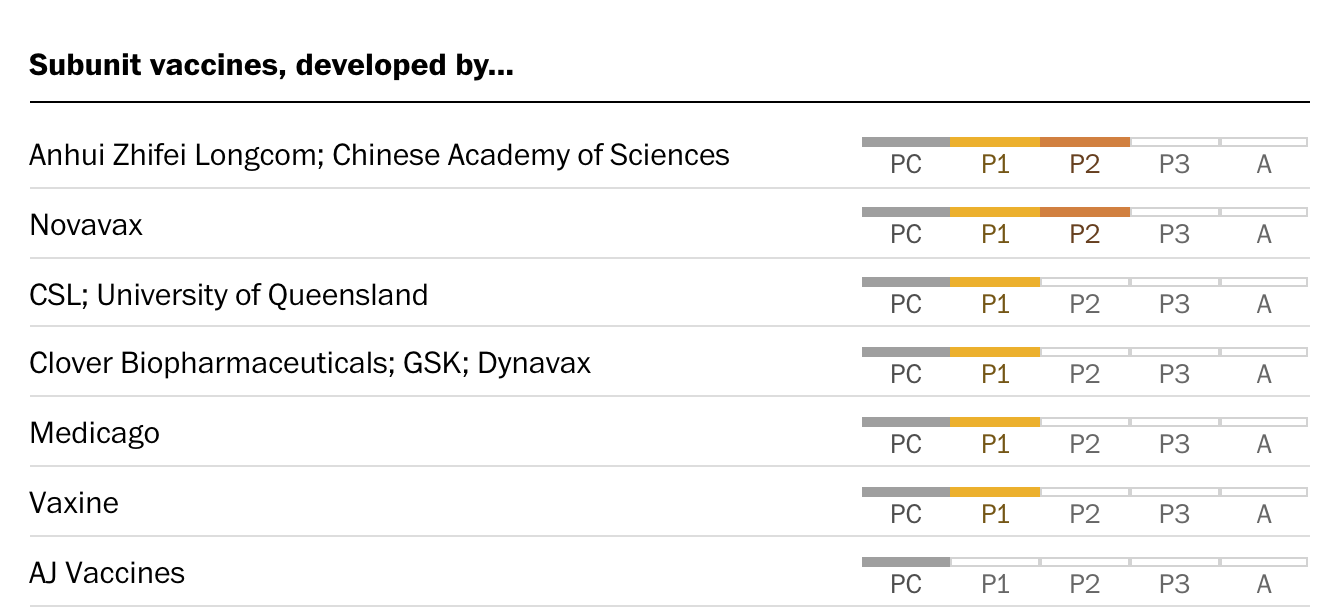 Subunit vaccines, developed by...
Anhui Zhifei Longcom; Chinese Academy of Sciences
PC P1 P2 P3 A
Novavax
PC P1 P2 P3 A
CSL; University of Queensland
PC P1 P2 P3 A
Clover Biopharmaceuticals; GSK; Dynavax
PC P1 P2 P3 A
Medicago
PC P1 P2 P3 A
Vaxine
PC P1 P2 P3 A
AJ Vaccines
PC P1 P2 P3 A